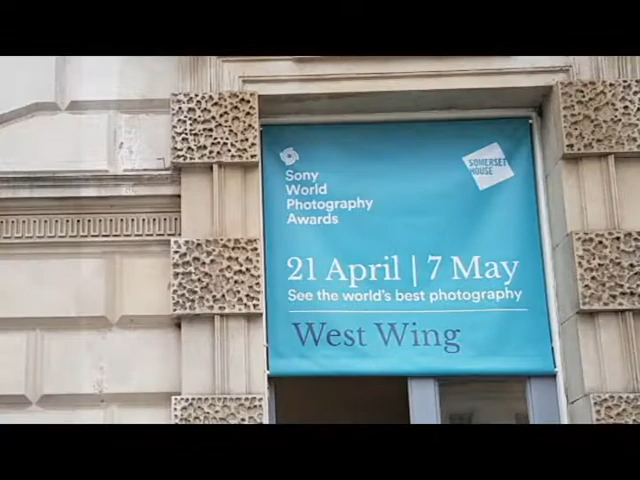 Sony
World
Photography
Awards
SOMERSET
HOUSE
21 April | 7 May
See the world's best photography
West Wing